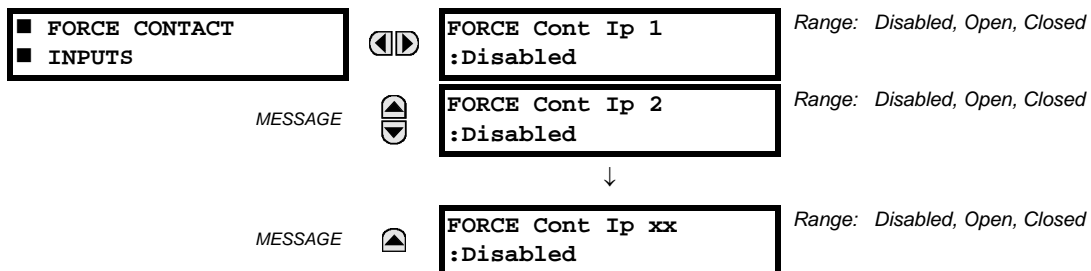 ■ FORCE CONTACT
■ INPUTS
FORCE Cont Ip 1
:Disabled
Range: Disabled, Open, Closed
MESSAGE
FORCE Cont Ip 2
:Disabled
Range: Disabled, Open, Closed
↓
MESSAGE
FORCE Cont Ip xx
:Disabled
Range: Disabled, Open, Closed